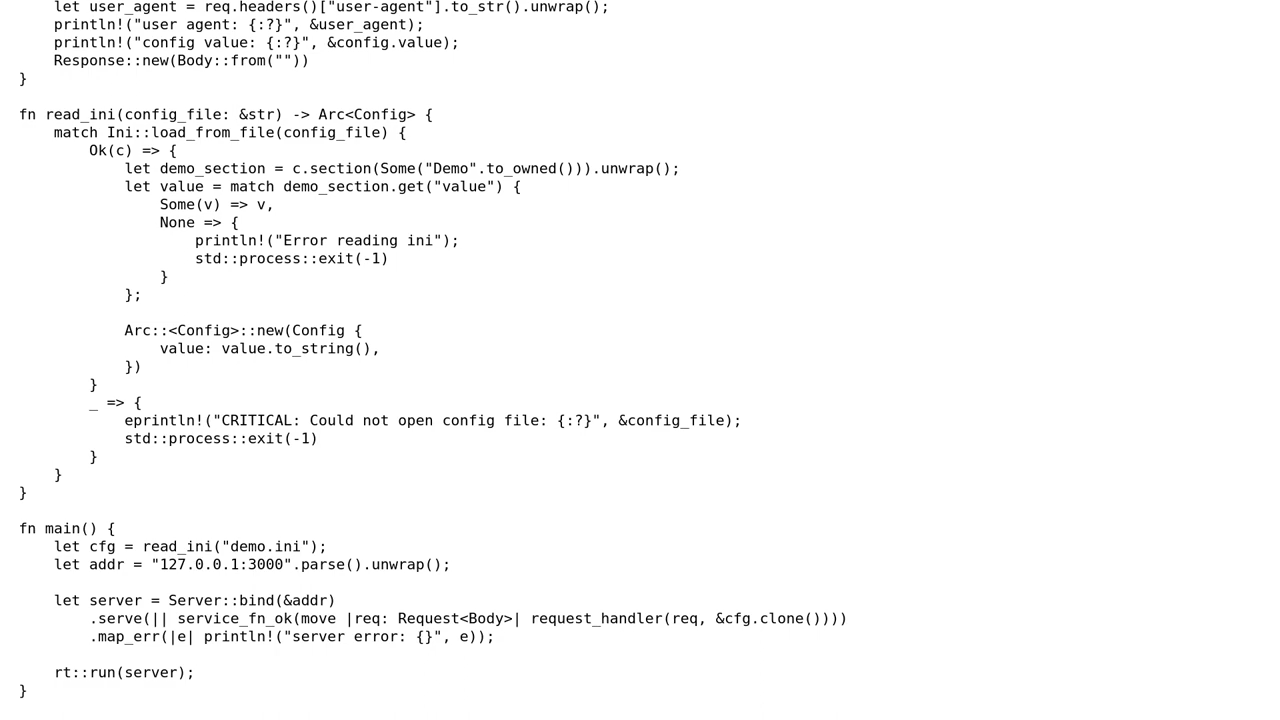 let user_agent = req.headers()["user-agent"].to_str().unwrap();
    println!("user agent: {:?}", &user_agent);
    println!("config value: {:?}", &config.value);
    Response::new(Body::from(""))
}

fn read_ini(config_file: &str) -> Arc<Config> {
    match Ini::load_from_file(config_file) {
        Ok(c) => {
            let demo_section = c.section(Some("Demo".to_owned())).unwrap();
            let value = match demo_section.get("value") {
                Some(v) => v,
                None => {
                    println!("Error reading ini");
                    std::process::exit(-1)
                }
            };

            Arc::<Config>::new(Config {
                value: value.to_string(),
            })
        }
        _ => {
            eprintln!("CRITICAL: Could not open config file: {:?}", &config_file);
            std::process::exit(-1)
        }
    }
}

fn main() {
    let cfg = read_ini("demo.ini");
    let addr = "127.0.0.1:3000".parse().unwrap();

    let server = Server::bind(&addr)
        .serve(|| service_fn_ok(move |req: Request<Body>| request_handler(req, &cfg.clone())))
        .map_err(|e| println!("server error: {}", e));

    rt::run(server);
}